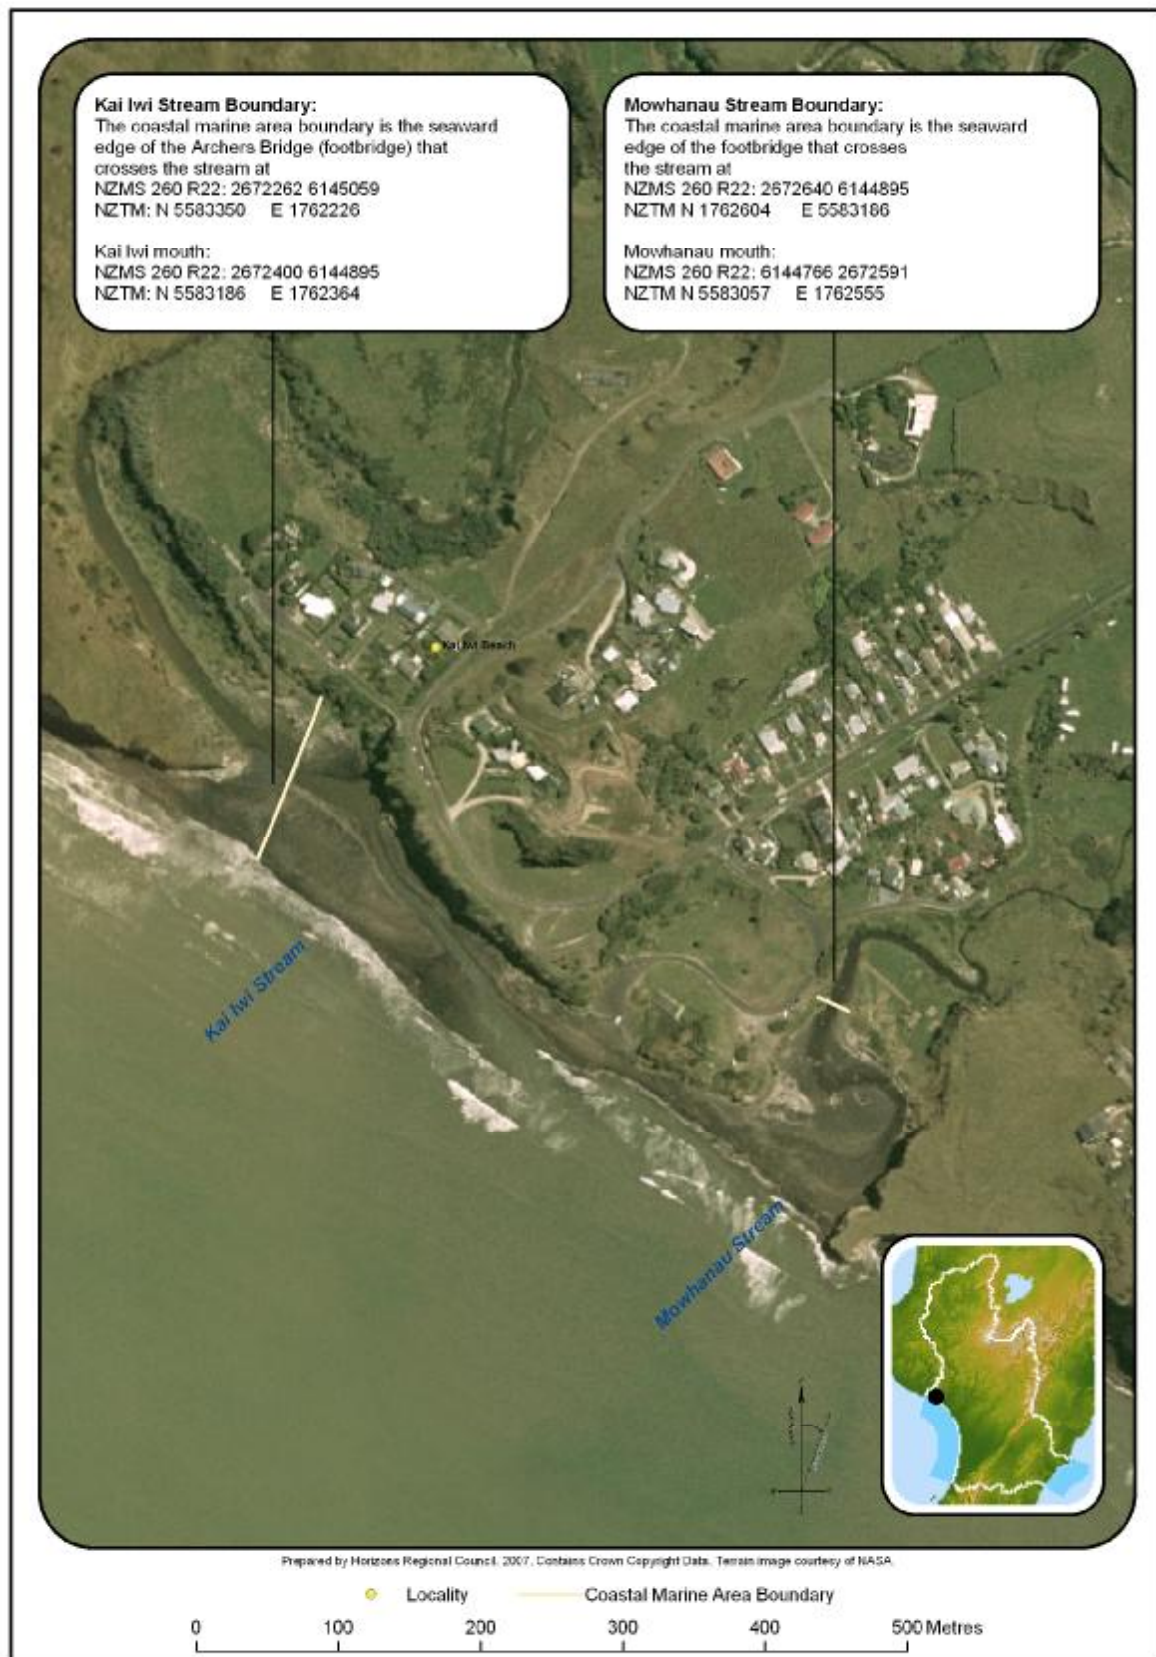 Kai Iwi Stream Boundary:
The coastal marine area boundary is the seaward
edge of the Archers Bridge (footbridge) that
crosses the stream at
NZMS 260 R22: 2672262 6145059
NZTM: N 5583350 E 1762226
Kai Iwi mouth:
NZMS 260 R22: 2672400 6144895
NZTM: N 5583186 E 1762364
Mowhanau Stream Boundary:
The coastal marine area boundary is the seaward
edge of the footbridge that crosses
the stream at
NZMS 260 R22: 2672640 6144895
NZTM N 1762604 E 5583186
Mowhanau mouth:
NZMS 260 R22: 6144766 2672591
NZTM N 5583057 E 1762555
Kai Iwi Beach
Kai Iwi Stream
Mowhanau Stream
Prepared by Horizons Regional Council, 2007. Contains Crown Copyright Data. Terrain image courtesy of NASA
Locality
Coastal Marine Area Boundary
0 100 200 300 400 500 Metres